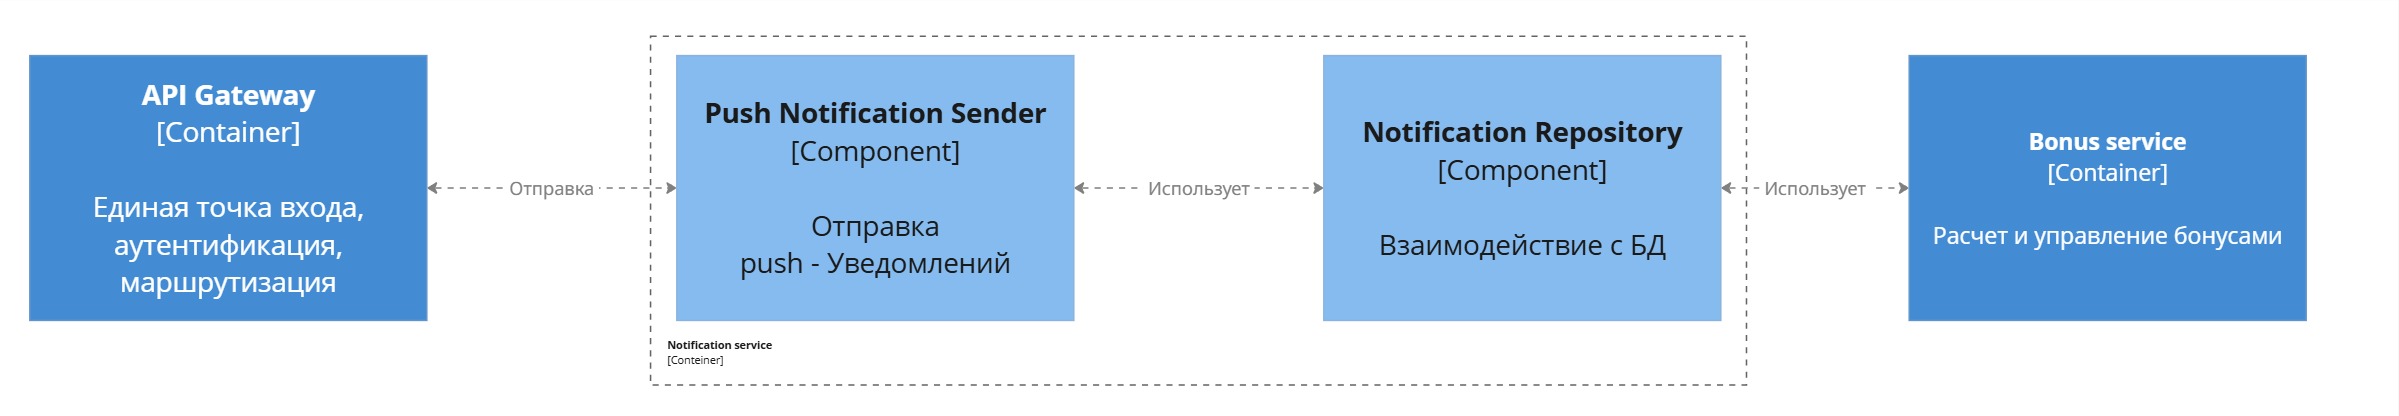 API Gateway
[Container]
Единая точка входа,
аутентификация,
маршрутизация
Отправка
Push Notification Sender
[Component]
Отправка
push - Уведомлений
Использует
Notification Repository
[Component]
Взаимодействие с БД
Использует
Bonus service
[Container]
Расчет и управление бонусами
Notification service
[Conteiner]